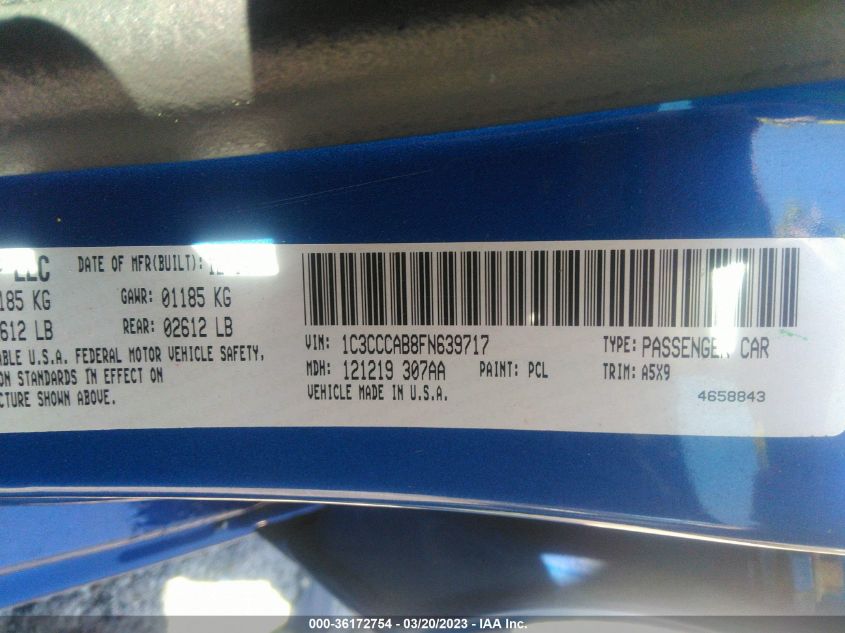 LLC DATE OF MFR(BUILT):
185 KG GAWR: 01185 KG
612 LB REAR: 02612 LB
ABLE U.S.A. FEDERAL MOTOR VEHICLE SAFETY,
ON STANDARDS IN EFFECT ON
CTURE SHOWN ABOVE.
VIN: 1C3CCCAB8FN639717 TYPE: PASSENGER CAR
MDH: 121219 307AA PAINT: PCL TRIM: A5X9
VEHICLE MADE IN U.S.A. 4658843
000-36172754 - 03/20/2023 - IAA Inc.